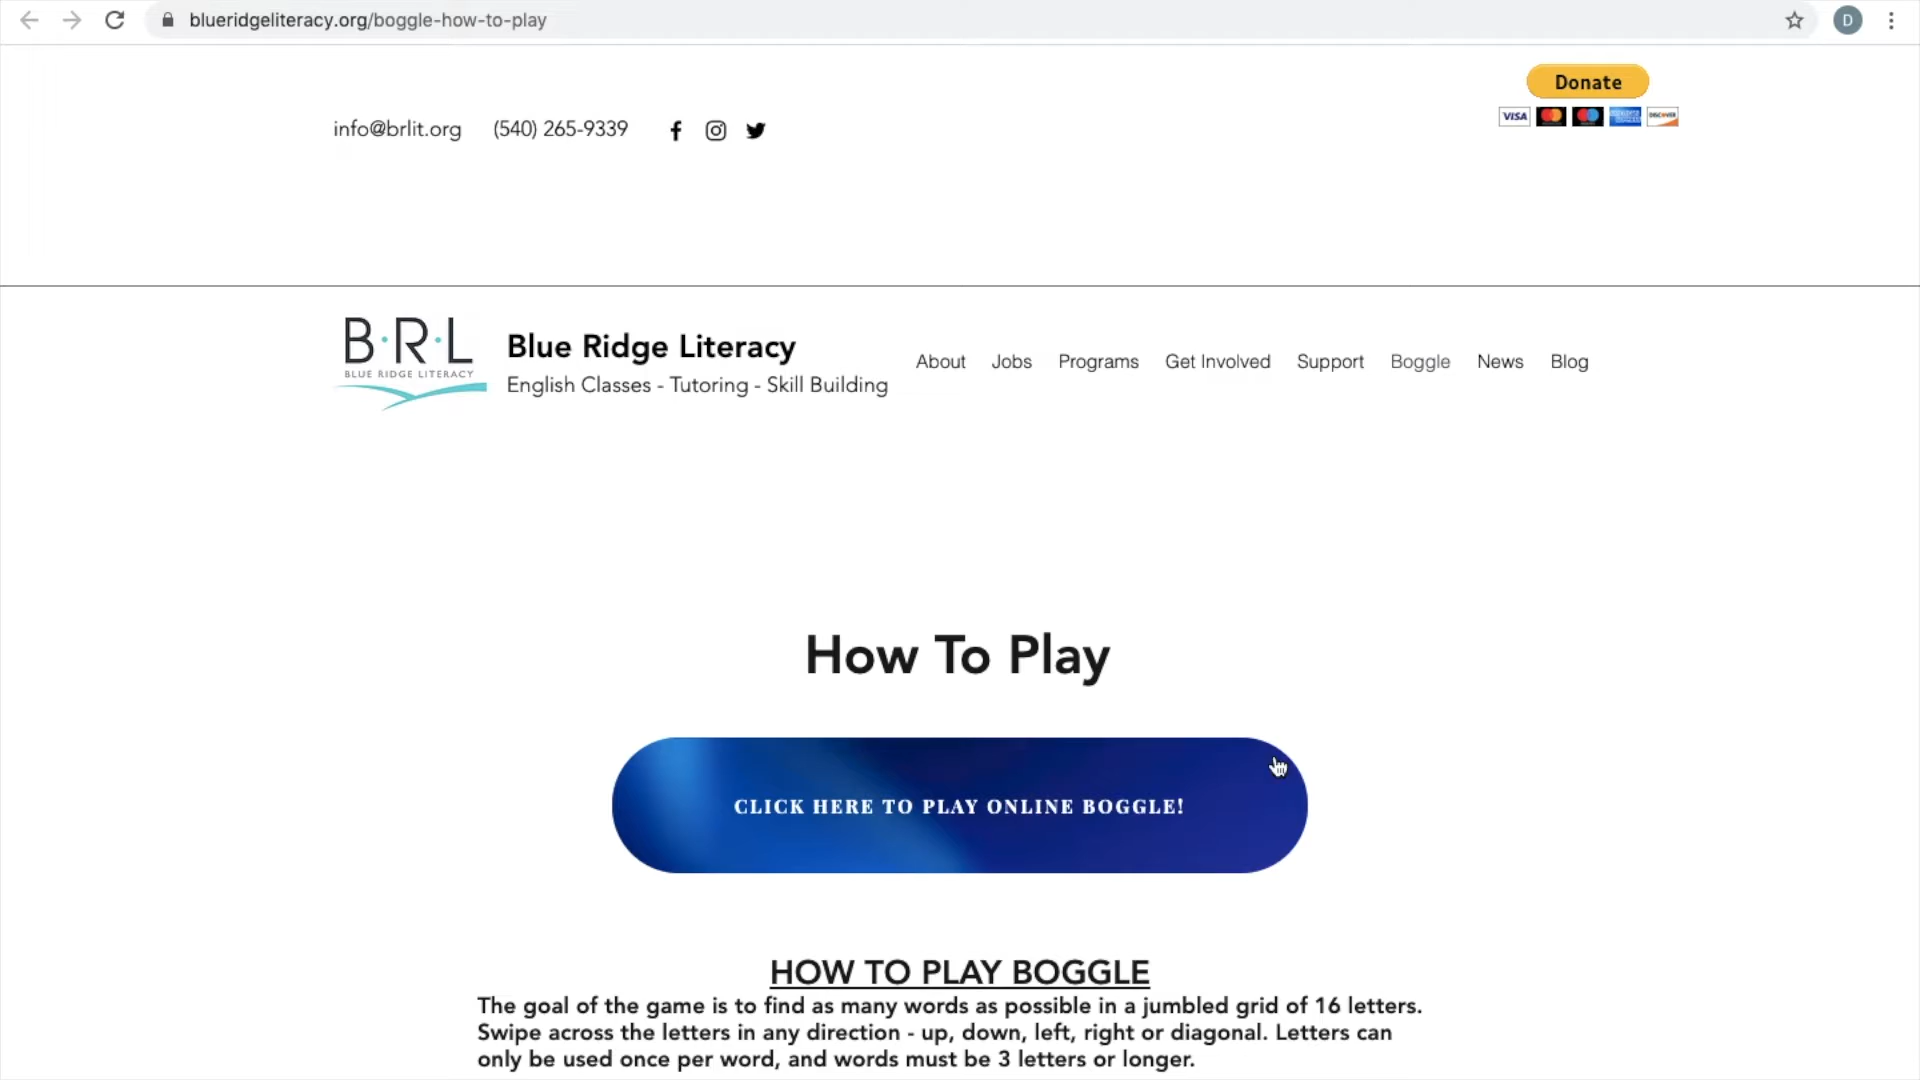 blueridgeliteracy.org/boggle-how-to-play
D
Donate
info@brlit.org (540) 265-9339
VISA DISCOVER
B·R·L
BLUE RIDGE LITERACY
Blue Ridge Literacy
English Classes - Tutoring - Skill Building
About Jobs Programs Get Involved Support Boggle News Blog
How To Play
CLICK HERE TO PLAY ONLINE BOGGLE!
HOW TO PLAY BOGGLE
The goal of the game is to find as many words as possible in a jumbled grid of 16 letters.
Swipe across the letters in any direction - up, down, left, right or diagonal. Letters can
only be used once per word, and words must be 3 letters or longer.